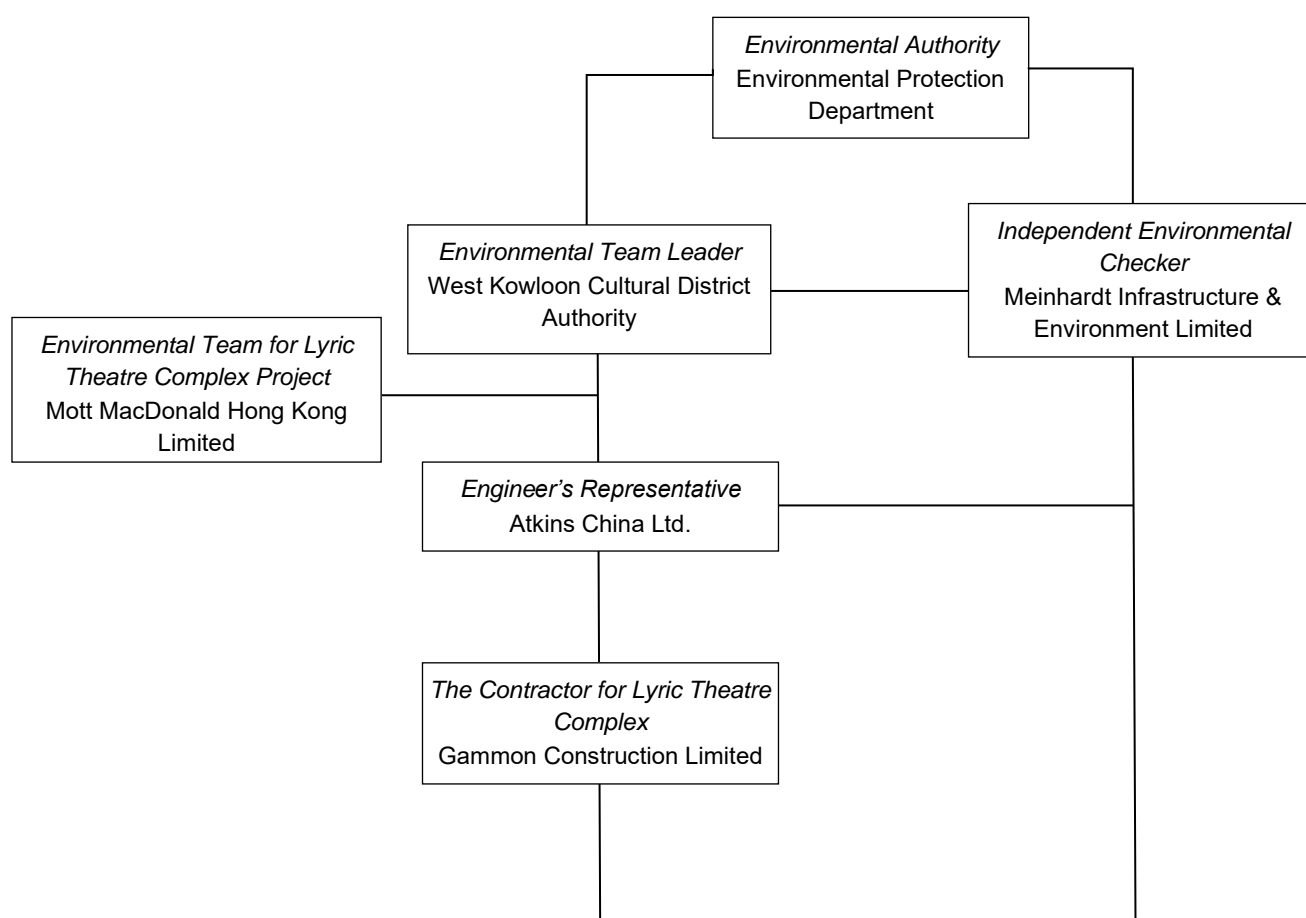 Environmental Authority
Environmental Protection
Department
Environmental Team Leader
West Kowloon Cultural District
Authority
Independent Environmental
Checker
Meinhardt Infrastructure &
Environment Limited
Environmental Team for Lyric
Theatre Complex Project
Mott MacDonald Hong Kong
Limited
Engineer’s Representative
Atkins China Ltd.
The Contractor for Lyric Theatre
Complex
Gammon Construction Limited